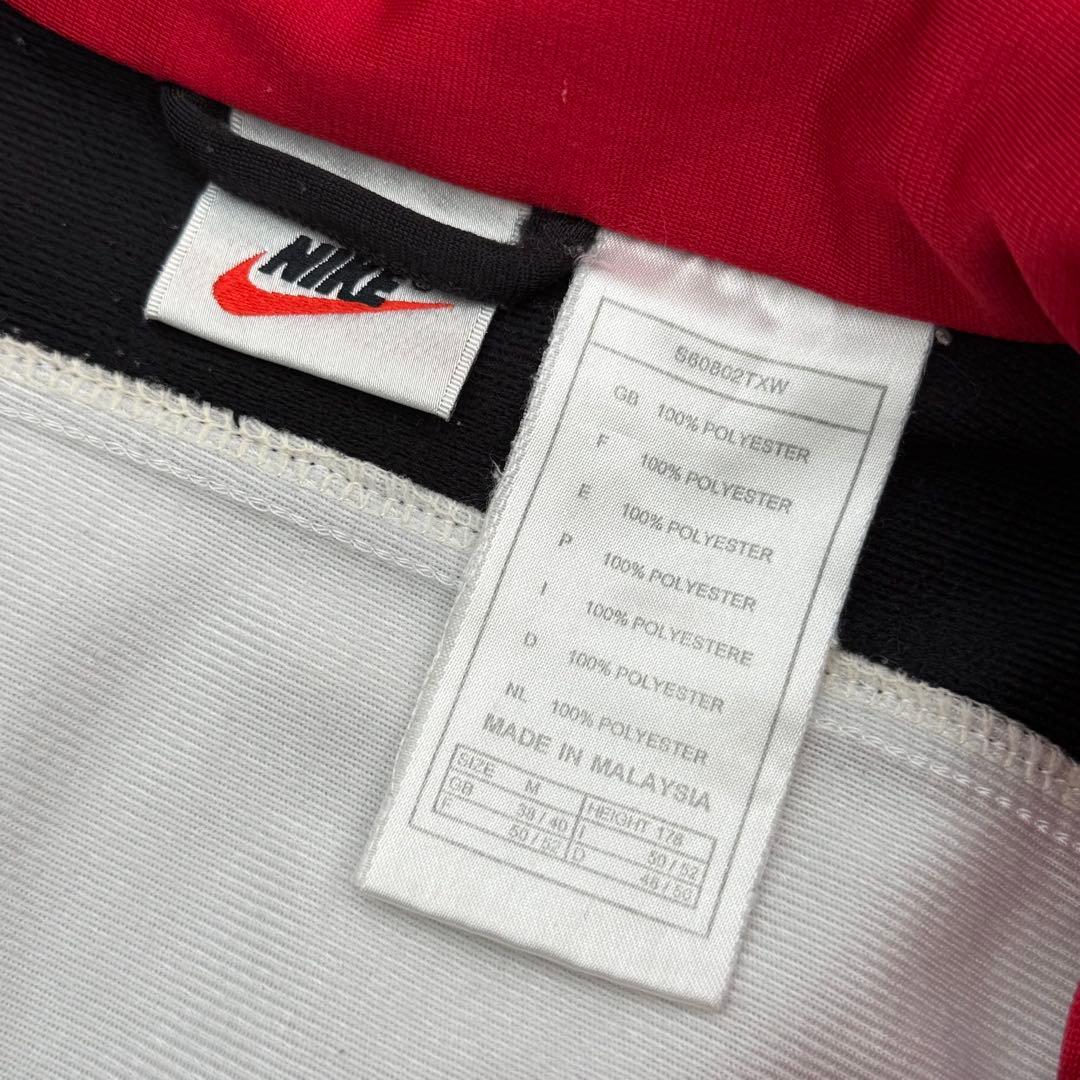 NIKE
S60802TXW
GB 100% POLYESTER
F 100% POLYESTER
E 100% POLYESTER
P 100% POLYESTER
I 100% POLYESTERE
D 100% POLYESTER
NL 100% POLYESTER
MADE IN MALAYSIA
SIZE M HEIGHT 178
GB 38 / 40 I 50 / 52
F 50 / 52 D 48 / 50